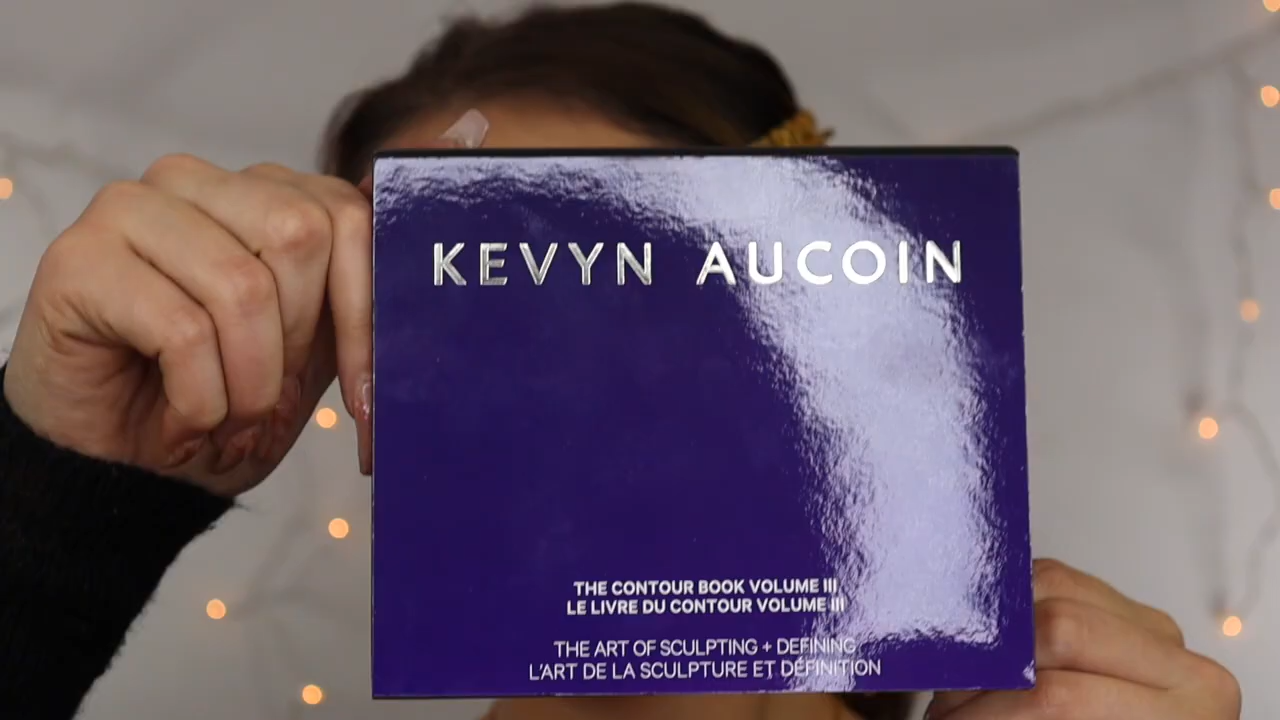 KEVYN AUCOIN
THE CONTOUR BOOK VOLUME III
LE LIVRE DU CONTOUR VOLUME III
THE ART OF SCULPTING + DEFINING
L'ART DE LA SCULPTURE ET DÉFINITION